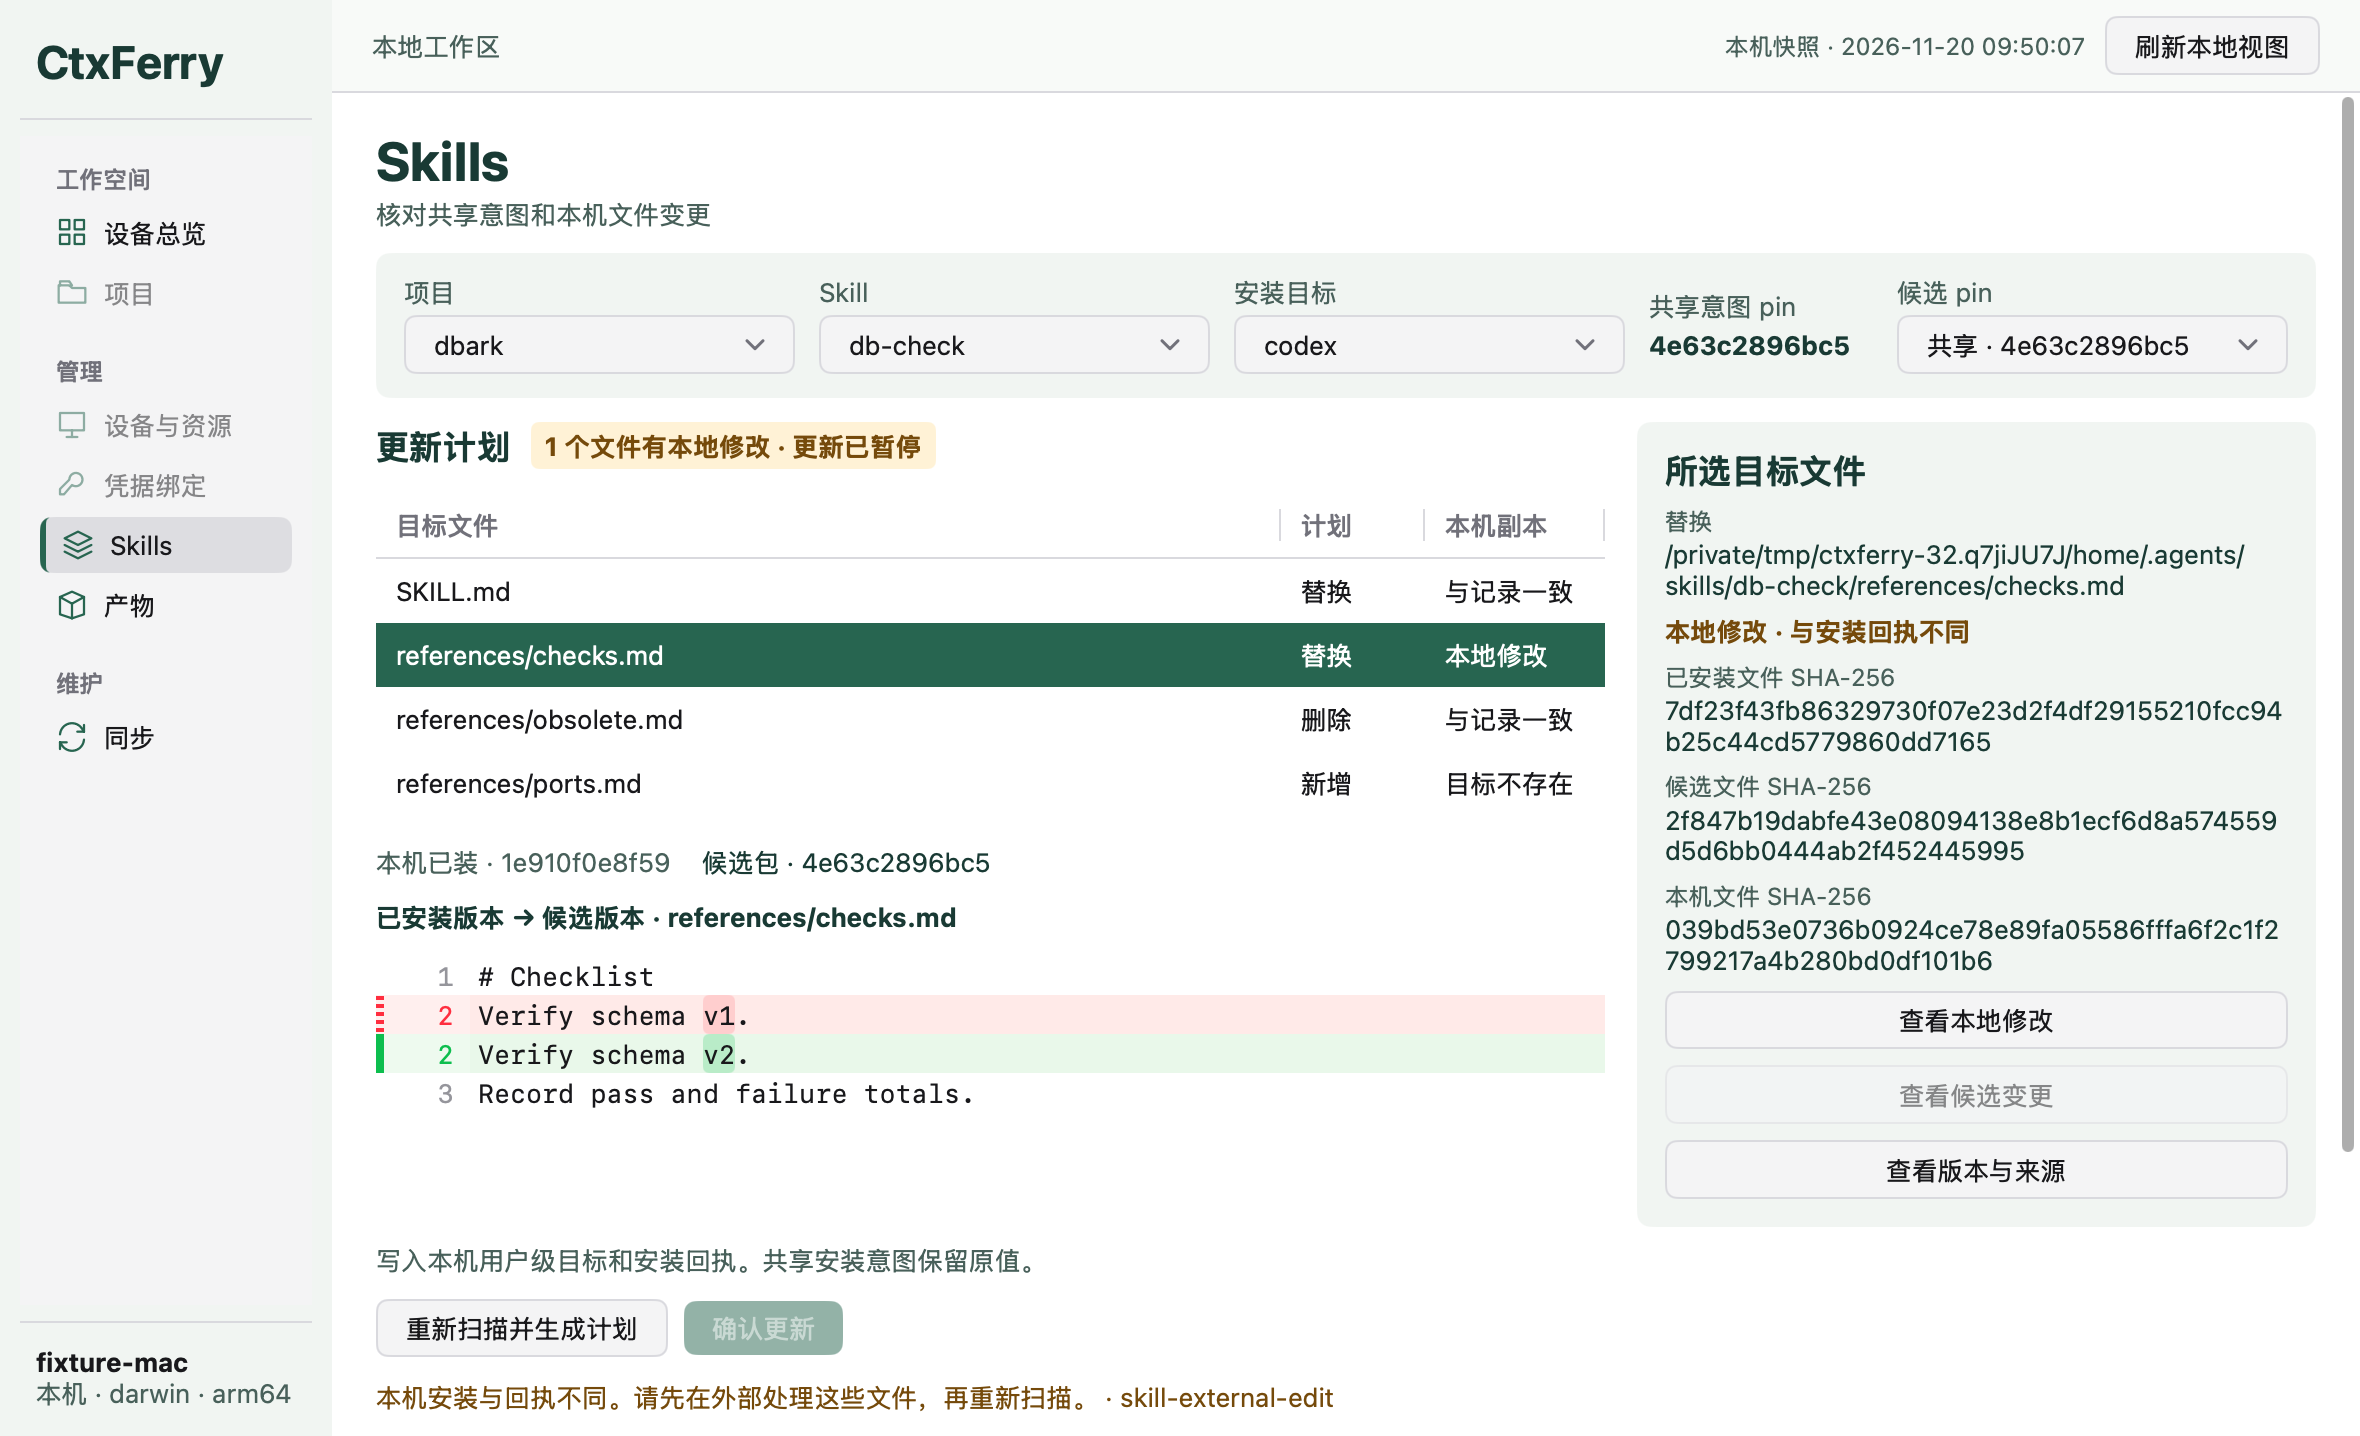 CtxFerry
工作空间
设备总览
项目
管理
设备与资源
凭据绑定
Skills
产物
维护
同步
fixture-mac
本机 · darwin · arm64
本地工作区
本机快照 · 2026-11-20 09:50:07
刷新本地视图
Skills
核对共享意图和本机文件变更
项目
dbark
Skill
db-check
安装目标
codex
共享意图 pin
4e63c2896bc5
候选 pin
共享 · 4e63c2896bc5
更新计划
1 个文件有本地修改 · 更新已暂停
目标文件 计划 本机副本
SKILL.md 替换 与记录一致
references/checks.md 替换 本地修改
references/obsolete.md 删除 与记录一致
references/ports.md 新增 目标不存在
本机已装 · 1e910f0e8f59 候选包 · 4e63c2896bc5
已安装版本 → 候选版本 · references/checks.md
1 # Checklist
2 Verify schema v1.
2 Verify schema v2.
3 Record pass and failure totals.
写入本机用户级目标和安装回执。共享安装意图保留原值。
重新扫描并生成计划
确认更新
本机安装与回执不同。请先在外部处理这些文件，再重新扫描。 · skill-external-edit
所选目标文件
替换
/private/tmp/ctxferry-32.q7jiJU7J/home/.agents/
skills/db-check/references/checks.md
本地修改 · 与安装回执不同
已安装文件 SHA-256
7df23f43fb86329730f07e23d2f4df29155210fcc94
b25c44cd5779860dd7165
候选文件 SHA-256
2f847b19dabfe43e08094138e8b1ecf6d8a574559
d5d6bb0444ab2f452445995
本机文件 SHA-256
039bd53e0736b0924ce78e89fa05586fffa6f2c1f2
799217a4b280bd0df101b6
查看本地修改
查看候选变更
查看版本与来源